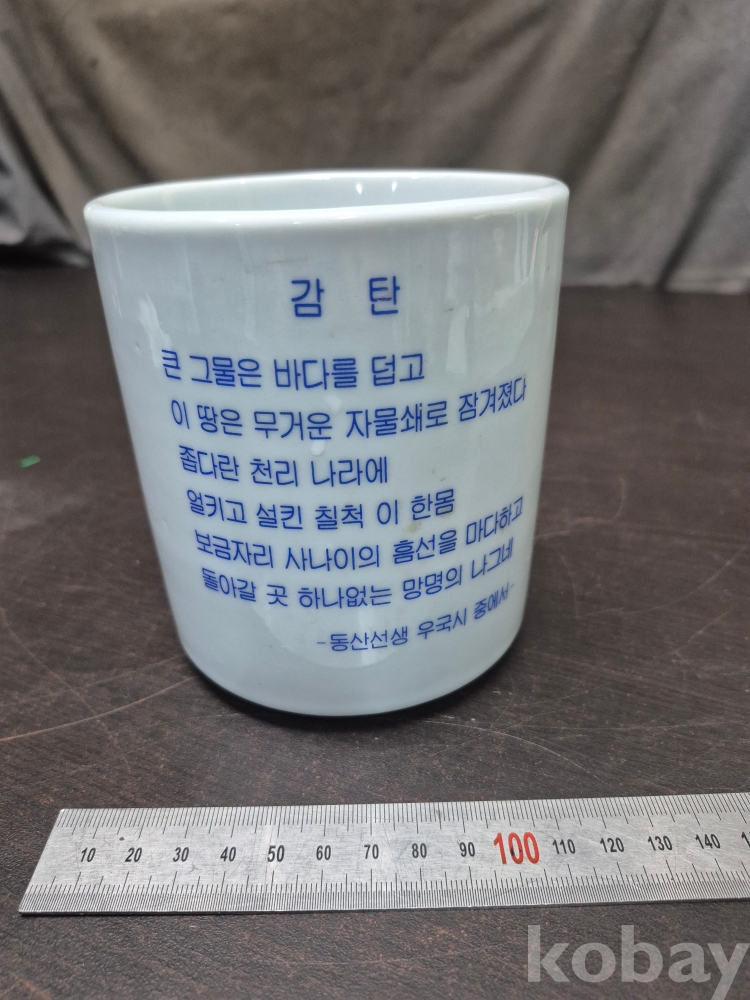 감 탄
큰 그물은 바다를 덥고
이 땅은 무거운 자물쇄로 잠겨졌다
좁다란 천리 나라에
얼키고 설킨 칠척 이 한몸
보금자리 사나이의 흠선을 마다하고
돌아갈 곳 하나없는 망명의 나그네
-동산선생 우국시 중에서-
10 20 30 40 50 60 70 80 90 100 110 120 130 140
kobay